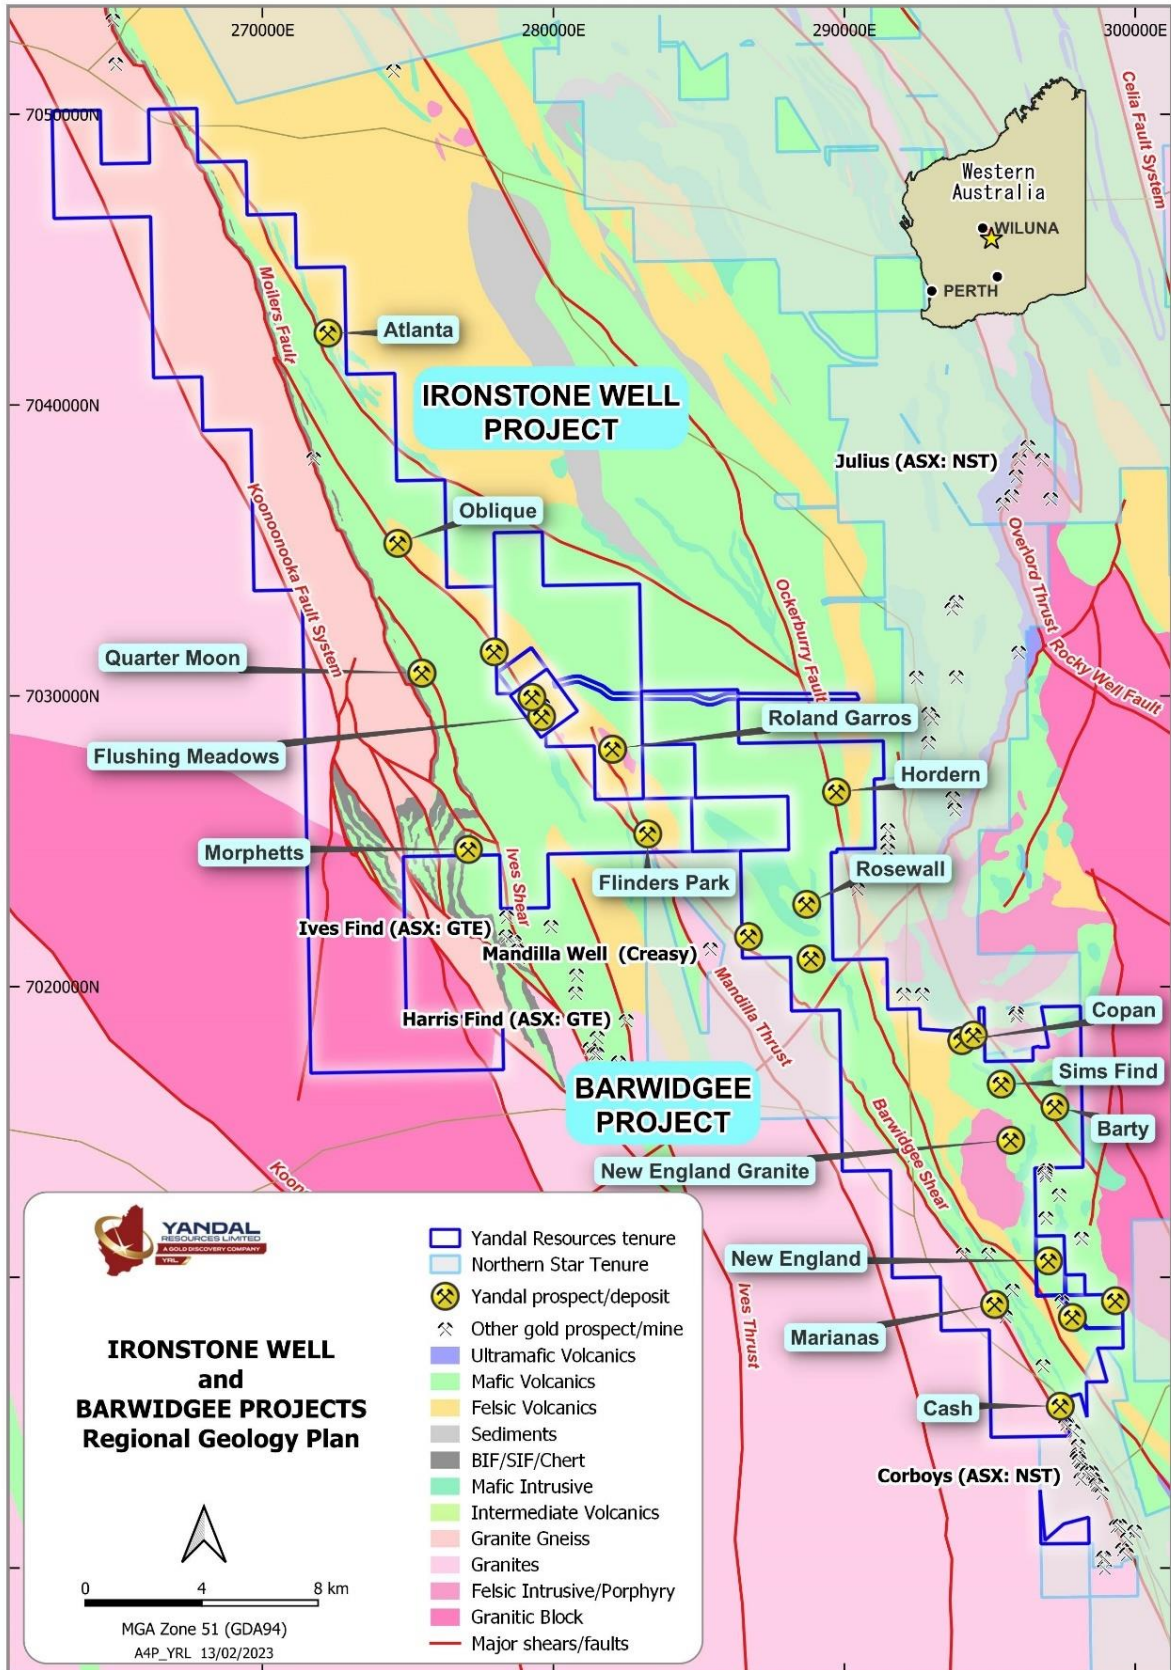 270000E
280000E
290000E
300000E
7050000N
7040000N
7030000N
7020000N
Celia Fault System
Western
Australia
WILUNA
PERTH
Moilers Fault
Atlanta
IRONSTONE WELL
PROJECT
Julius (ASX: NST)
Oblique
Koonoonooka Fault System
Overlord Thrust
Ockerburry Fault
Rocky Well Fault
Quarter Moon
Roland Garros
Flushing Meadows
Hordern
Morphetts
Ives Shear
Flinders Park
Rosewall
Ives Find (ASX: GTE)
Mandilla Well (Creasy)
Mandilla Thrust
Harris Find (ASX: GTE)
Copan
Sims Find
BARWIDGEE
PROJECT
Barwidgee Shear
Barty
New England Granite
Koon
New England
Ives Thrust
Marianas
Cash
Corboys (ASX: NST)
YANDAL
RESOURCES LIMITED
A GOLD DISCOVERY COMPANY
YRL
IRONSTONE WELL
and
BARWIDGEE PROJECTS
Regional Geology Plan
0 4 8 km
MGA Zone 51 (GDA94)
A4P_YRL 13/02/2023
Yandal Resources tenure
Northern Star Tenure
Yandal prospect/deposit
Other gold prospect/mine
Ultramafic Volcanics
Mafic Volcanics
Felsic Volcanics
Sediments
BIF/SIF/Chert
Mafic Intrusive
Intermediate Volcanics
Granite Gneiss
Granites
Felsic Intrusive/Porphyry
Granitic Block
Major shears/faults